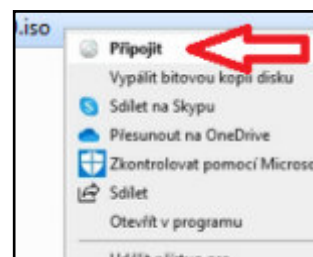 .iso
Připojit
Vypálit bitovou kopii disku
Sdílet na Skypu
Přesunout na OneDrive
Zkontrolovat pomocí Microso
Sdílet
Otevřít v programu